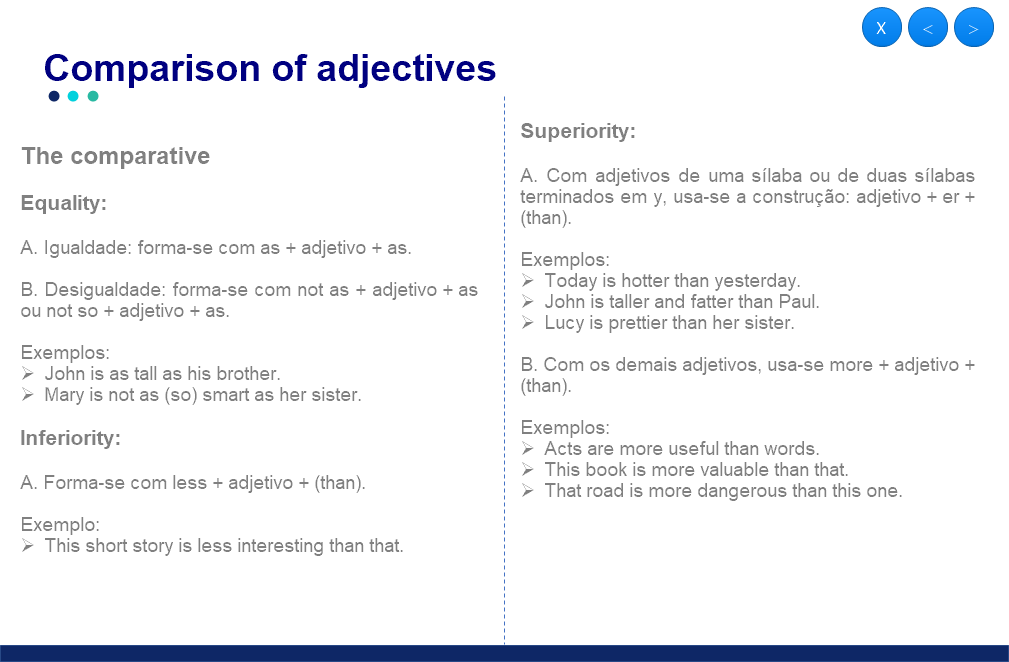 X < >
Comparison of adjectives
The comparative
Equality:
A. Igualdade: forma-se com as + adjetivo + as.
B. Desigualdade: forma-se com not as + adjetivo + as
ou not so + adjetivo + as.
Exemplos:
➢ John is as tall as his brother.
➢ Mary is not as (so) smart as her sister.
Inferiority:
A. Forma-se com less + adjetivo + (than).
Exemplo:
➢ This short story is less interesting than that.
Superiority:
A. Com adjetivos de uma sílaba ou de duas sílabas
terminados em y, usa-se a construção: adjetivo + er +
(than).
Exemplos:
➢ Today is hotter than yesterday.
➢ John is taller and fatter than Paul.
➢ Lucy is prettier than her sister.
B. Com os demais adjetivos, usa-se more + adjetivo +
(than).
Exemplos:
➢ Acts are more useful than words.
➢ This book is more valuable than that.
➢ That road is more dangerous than this one.